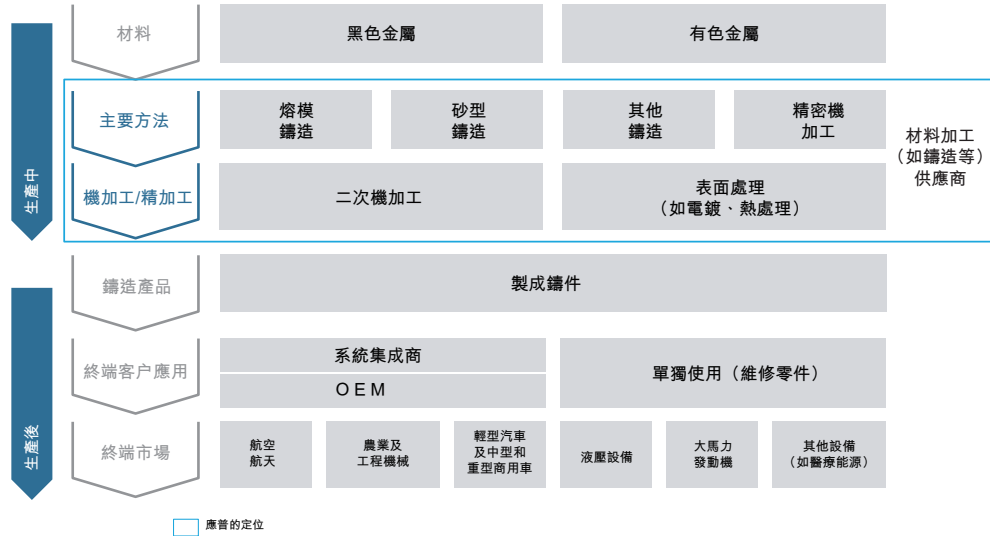 材料
黑色金屬
有色金屬
生產中
主要方法
熔模
鑄造
砂型
鑄造
其他
鑄造
精密機
加工
材料加工
（如鑄造等）
供應商
機加工/精加工
二次機加工
表面處理
（如電鍍、熱處理）
鑄造產品
製成鑄件
生產後
終端客户應用
系統集成商
OEM
單獨使用（維修零件）
終端市場
航空
航天
農業及
工程機械
輕型汽車
及中型和
重型商用車
液壓設備
大馬力
發動機
其他設備
（如醫療能源）
應普的定位